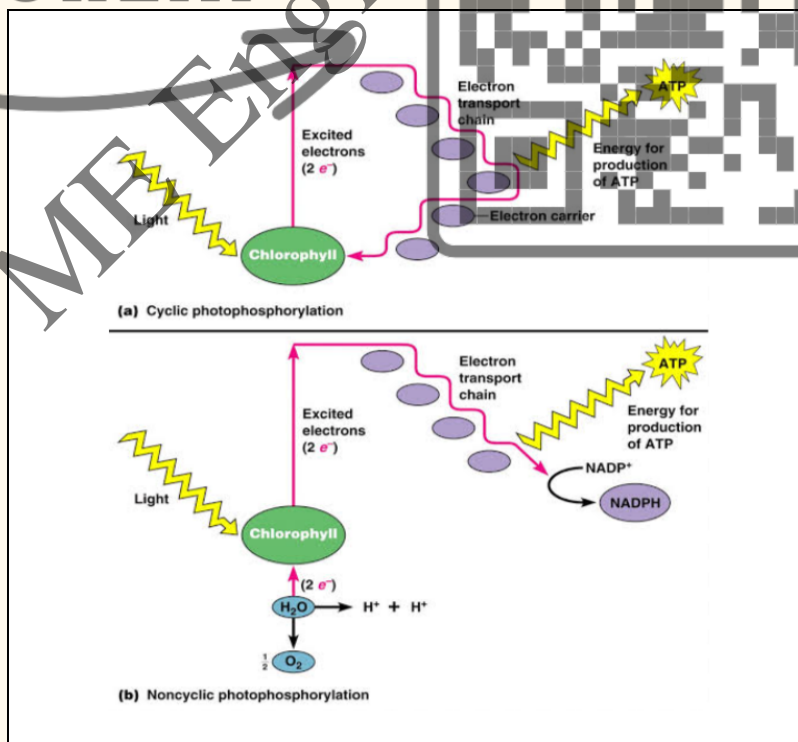 Electron
transport
chain
ATP
Excited
electrons
(2 e⁻)
Energy for
production
of ATP
Light
Electron carrier
Chlorophyll
(a) Cyclic photophosphorylation
Electron
transport
chain
ATP
Excited
electrons
(2 e⁻)
Energy for
production
of ATP
NADP⁺
Light
NADPH
Chlorophyll
(2 e⁻)
H₂O
H⁺ + H⁺
½ O₂
(b) Noncyclic photophosphorylation